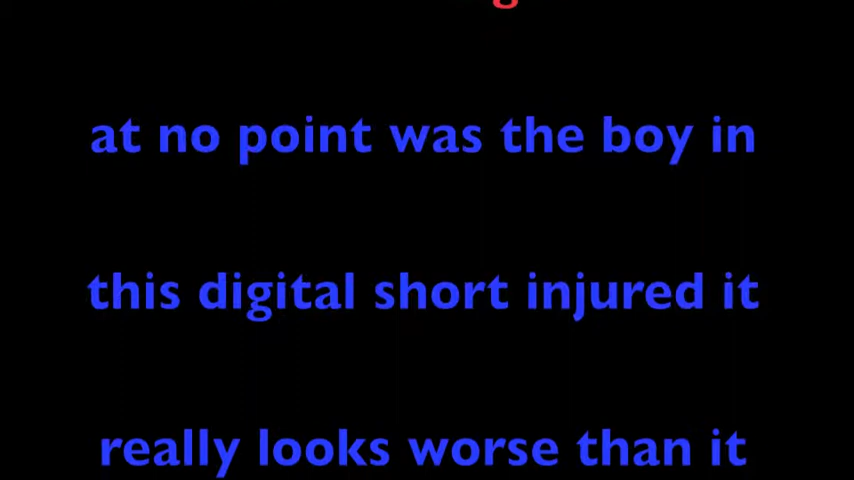 at no point was the boy in
this digital short injured it
really looks worse than it